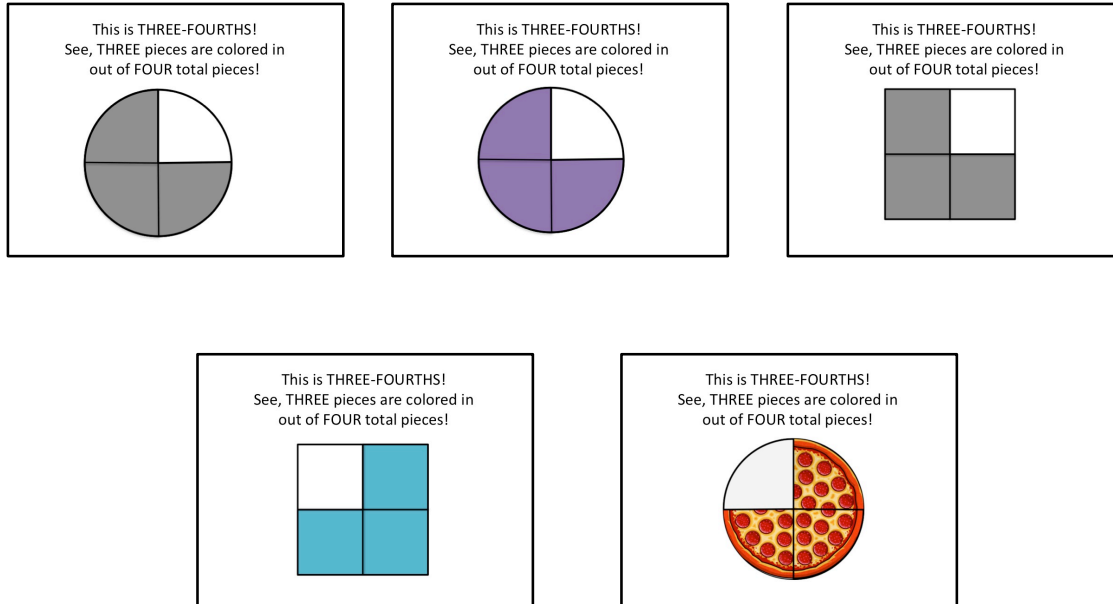 This is THREE-FOURTHS!
See, THREE pieces are colored in
out of FOUR total pieces!
This is THREE-FOURTHS!
See, THREE pieces are colored in
out of FOUR total pieces!
This is THREE-FOURTHS!
See, THREE pieces are colored in
out of FOUR total pieces!
This is THREE-FOURTHS!
See, THREE pieces are colored in
out of FOUR total pieces!
This is THREE-FOURTHS!
See, THREE pieces are colored in
out of FOUR total pieces!